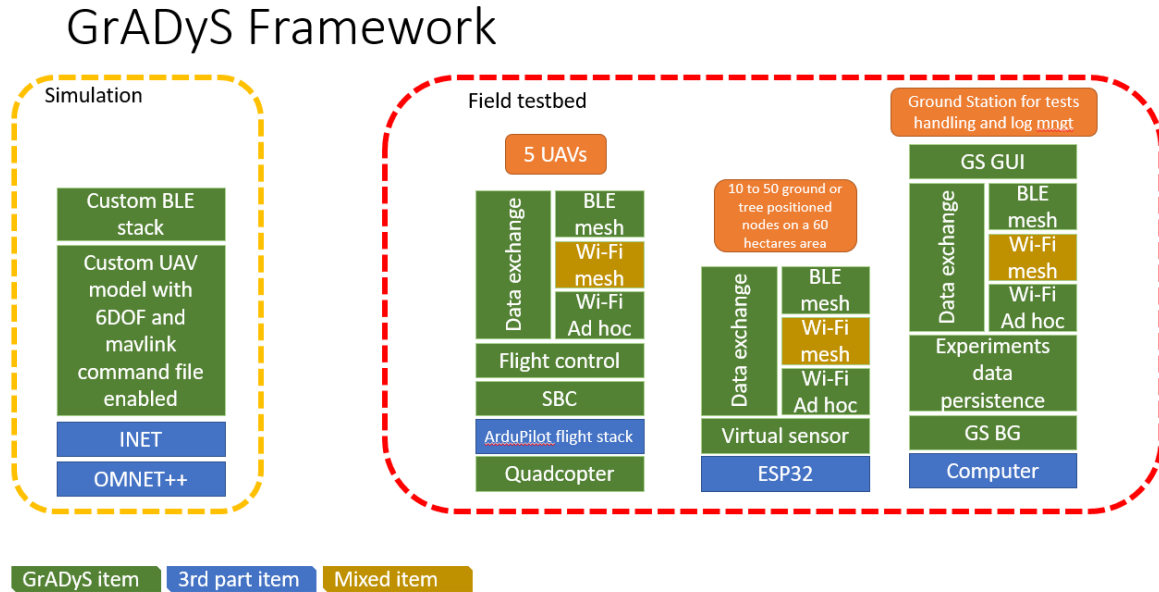 GrADyS Framework
Simulation
Custom BLE
stack
Custom UAV
model with
6DOF and
mavlink
command file
enabled
INET
OMNET++
Field testbed
5 UAVs
Data exchange
BLE
mesh
Wi-Fi
mesh
Wi-Fi
Ad hoc
Flight control
SBC
ArduPilot flight stack
Quadcopter
10 to 50 ground or
tree positioned
nodes on a 60
hectares area
Data exchange
BLE
mesh
Wi-Fi
mesh
Wi-Fi
Ad hoc
Virtual sensor
ESP32
Ground Station for tests
handling and log mngt
GS GUI
Data exchange
BLE
mesh
Wi-Fi
mesh
Wi-Fi
Ad hoc
Experiments
data
persistence
GS BG
Computer
GrADyS item
3rd part item
Mixed item